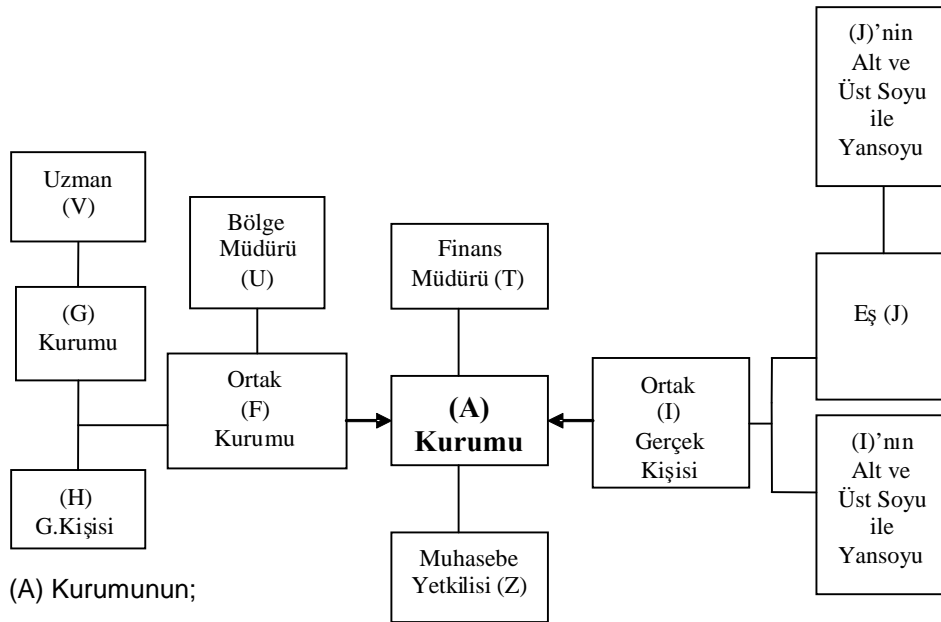 (J)'nin
Alt ve
Üst Soyu
ile
Yansoyu
Uzman
(V)
Bölge
Müdürü
(U)
Finans
Müdürü (T)
(G)
Kurumu
Eş (J)
Ortak
(F)
Kurumu
(A)
Kurumu
Ortak
(I)
Gerçek
Kişisi
(I)'nın
Alt ve
Üst Soyu
ile
Yansoyu
(H)
G.Kişisi
Muhasebe
Yetkilisi (Z)
(A) Kurumunun;